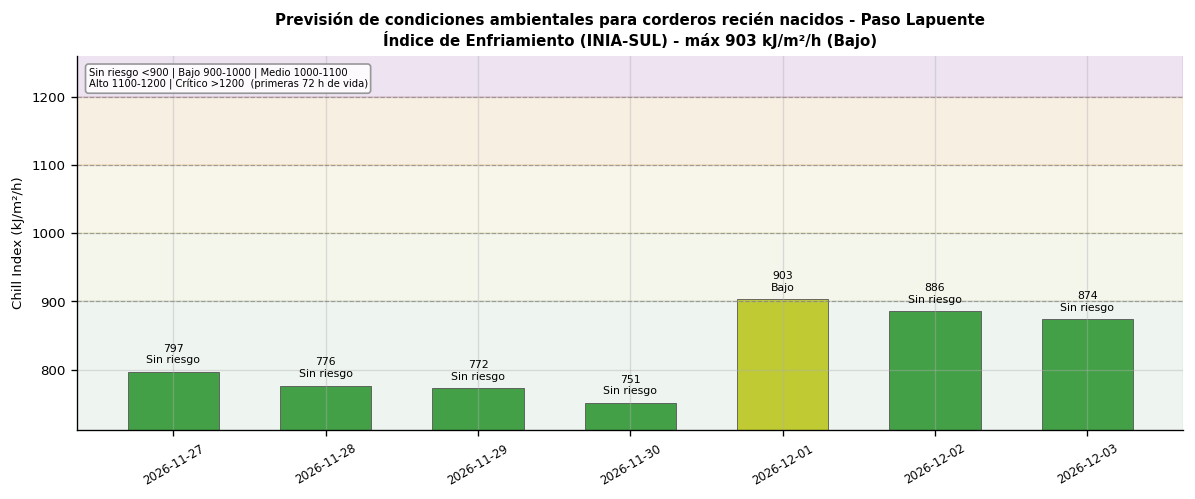 Previsión de condiciones ambientales para corderos recién nacidos - Paso Lapuente
Índice de Enfriamiento (INIA-SUL) - máx 903 kJ/m²/h (Bajo)
Sin riesgo <900 | Bajo 900-1000 | Medio 1000-1100
Alto 1100-1200 | Crítico >1200  (primeras 72 h de vida)
Chill Index (kJ/m²/h)
1200
1100
1000
900
800
797
Sin riesgo
776
Sin riesgo
772
Sin riesgo
751
Sin riesgo
903
Bajo
886
Sin riesgo
874
Sin riesgo
2026-11-27
2026-11-28
2026-11-29
2026-11-30
2026-12-01
2026-12-02
2026-12-03